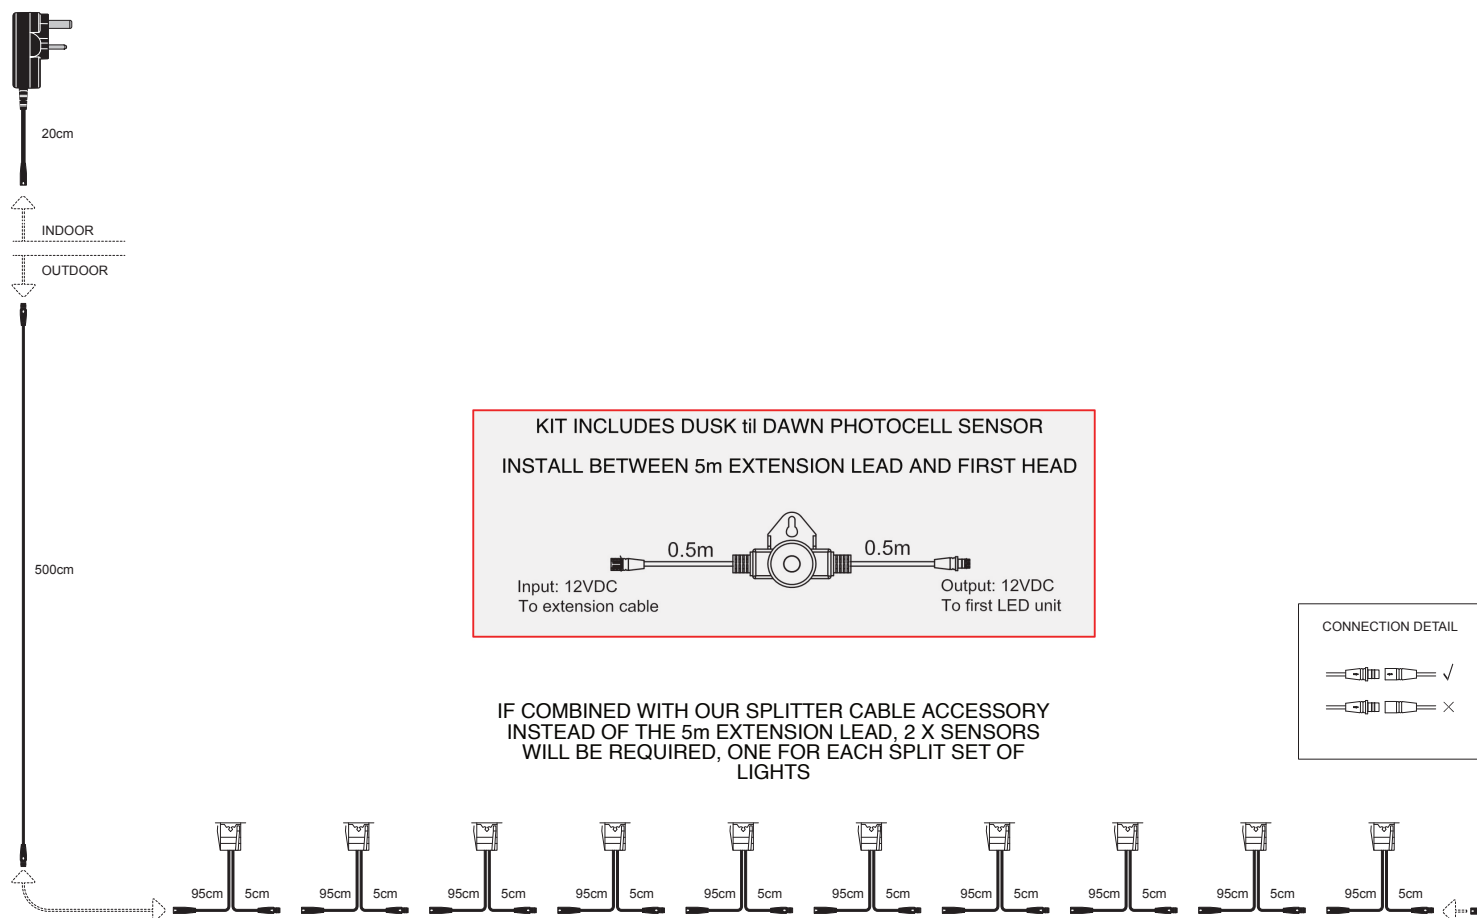 20cm
INDOOR
OUTDOOR
500cm
KIT INCLUDES DUSK til DAWN PHOTOCELL SENSOR
INSTALL BETWEEN 5m EXTENSION LEAD AND FIRST HEAD
0.5m
0.5m
Input: 12VDC
To extension cable
Output: 12VDC
To first LED unit
CONNECTION DETAIL
IF COMBINED WITH OUR SPLITTER CABLE ACCESSORY
INSTEAD OF THE 5m EXTENSION LEAD, 2 X SENSORS
WILL BE REQUIRED, ONE FOR EACH SPLIT SET OF
LIGHTS
95cm 5cm 95cm 5cm 95cm 5cm 95cm 5cm 95cm 5cm 95cm 5cm 95cm 5cm 95cm 5cm 95cm 5cm 95cm 5cm